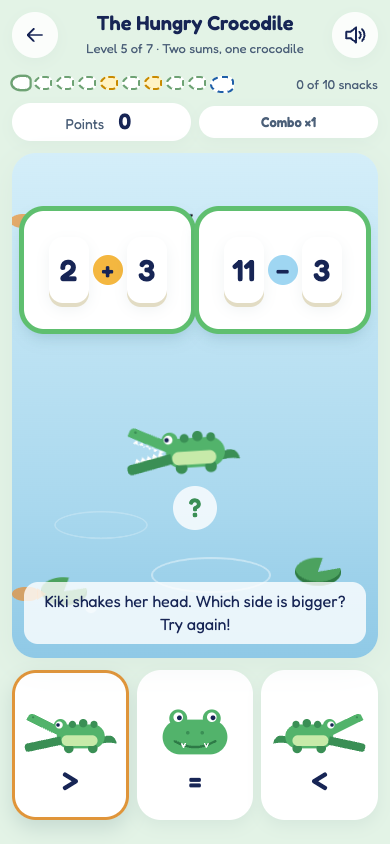 The Hungry Crocodile
Level 5 of 7 · Two sums, one crocodile
0 of 10 snacks
Points 0
Combo ×1
2 + 3
11 − 3
?
Kiki shakes her head. Which side is bigger?
Try again!
> = <